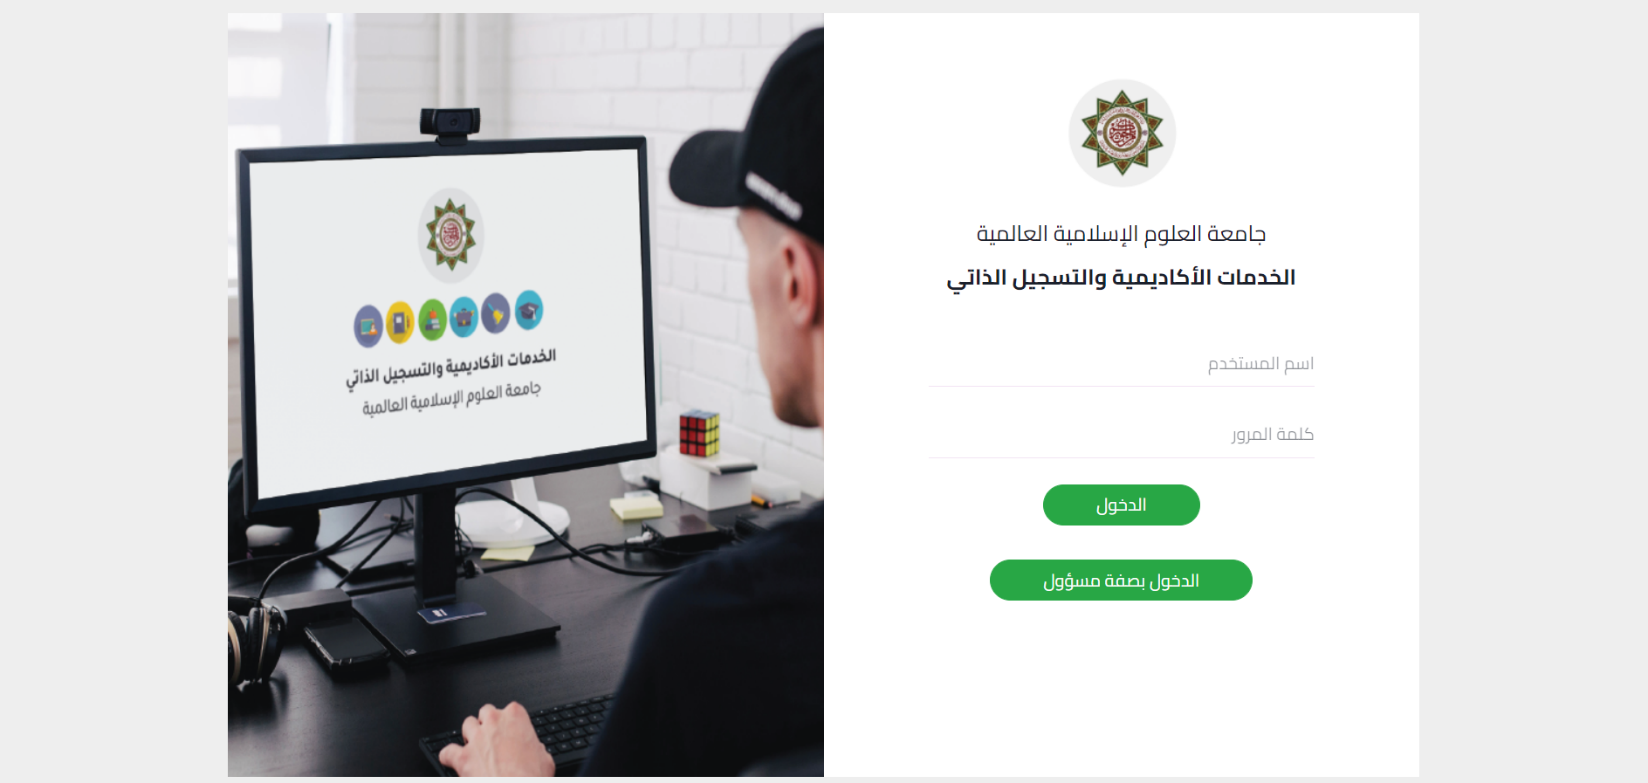 جامعة العلوم الإسلامية العالمية
الخدمات الأكاديمية والتسجيل الذاتي
اسم المستخدم
كلمة المرور
الدخول
الدخول بصفة مسؤول
الخدمات الأكاديمية والتسجيل الذاتي
جامعة العلوم الإسلامية العالمية